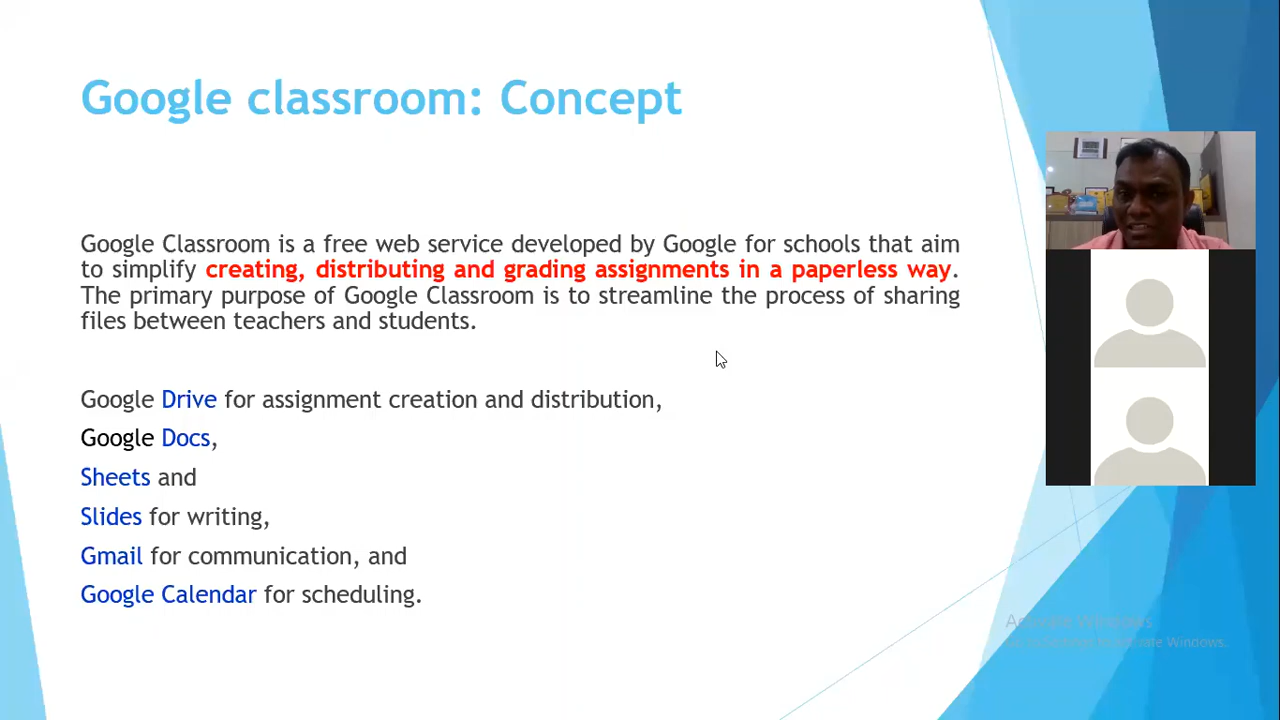 Google classroom: Concept
Google Classroom is a free web service developed by Google for schools that aim
to simplify creating, distributing and grading assignments in a paperless way.
The primary purpose of Google Classroom is to streamline the process of sharing
files between teachers and students.
Google Drive for assignment creation and distribution,
Google Docs,
Sheets and
Slides for writing,
Gmail for communication, and
Google Calendar for scheduling.
Activate Windows
Windows.